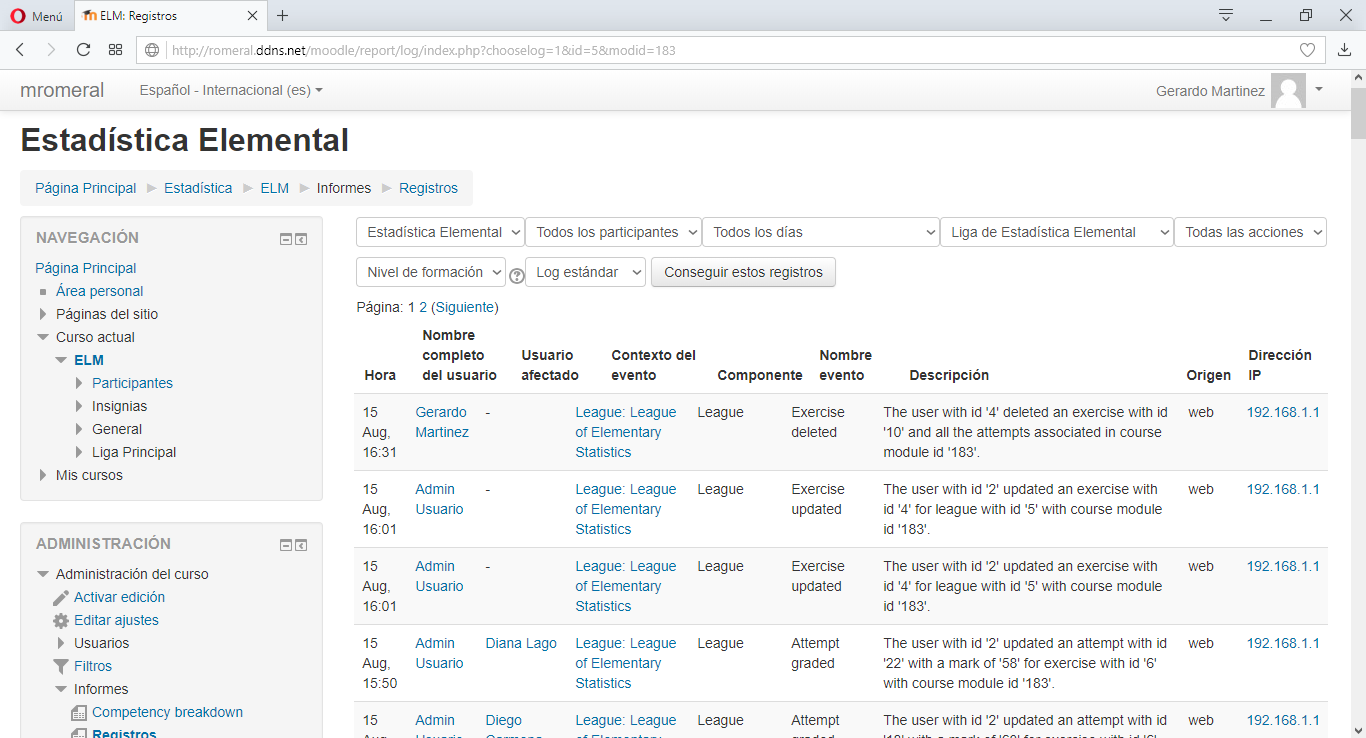 Menú
ELM: Registros
http://romeral.ddns.net/moodle/report/log/index.php?chooselog=1&id=5&modid=183
mromeral
Español - Internacional (es)
Gerardo Martinez
Estadística Elemental
Página Principal
Estadística
ELM
Informes
Registros
NAVEGACIÓN
Página Principal
Área personal
Páginas del sitio
Curso actual
ELM
Participantes
Insignias
General
Liga Principal
Mis cursos
ADMINISTRACIÓN
Administración del curso
Activar edición
Editar ajustes
Usuarios
Filtros
Informes
Competency breakdown
Registros
Estadística Elemental
Todos los participantes
Todos los días
Liga de Estadística Elemental
Todas las acciones
Nivel de formación
Log estándar
Conseguir estos registros
Página: 1 2 (Siguiente)
Hora
Nombre
completo
del usuario
Usuario
afectado
Contexto del
evento
Componente
Nombre
evento
Descripción
Origen
Dirección
IP
15
Aug,
16:31
Gerardo
Martinez
-
League: League
of Elementary
Statistics
League
Exercise
deleted
The user with id '4' deleted an exercise with id
'10' and all the attempts associated in course
module id '183'.
web
192.168.1.1
15
Aug,
16:01
Admin
Usuario
-
League: League
of Elementary
Statistics
League
Exercise
updated
The user with id '2' updated an exercise with
id '4' for league with id '5' with course module
id '183'.
web
192.168.1.1
15
Aug,
16:01
Admin
Usuario
-
League: League
of Elementary
Statistics
League
Exercise
updated
The user with id '2' updated an exercise with
id '4' for league with id '5' with course module
id '183'.
web
192.168.1.1
15
Aug,
15:50
Admin
Usuario
Diana Lago
League: League
of Elementary
Statistics
League
Attempt
graded
The user with id '2' updated an attempt with id
'22' with a mark of '58' for exercise with id '6'
with course module id '183'.
web
192.168.1.1
15
Aug,
Admin
Usuario
Diego
League: League
of Elementary
League
Attempt
graded
The user with id '2' updated an attempt with id
web
192.168.1.1